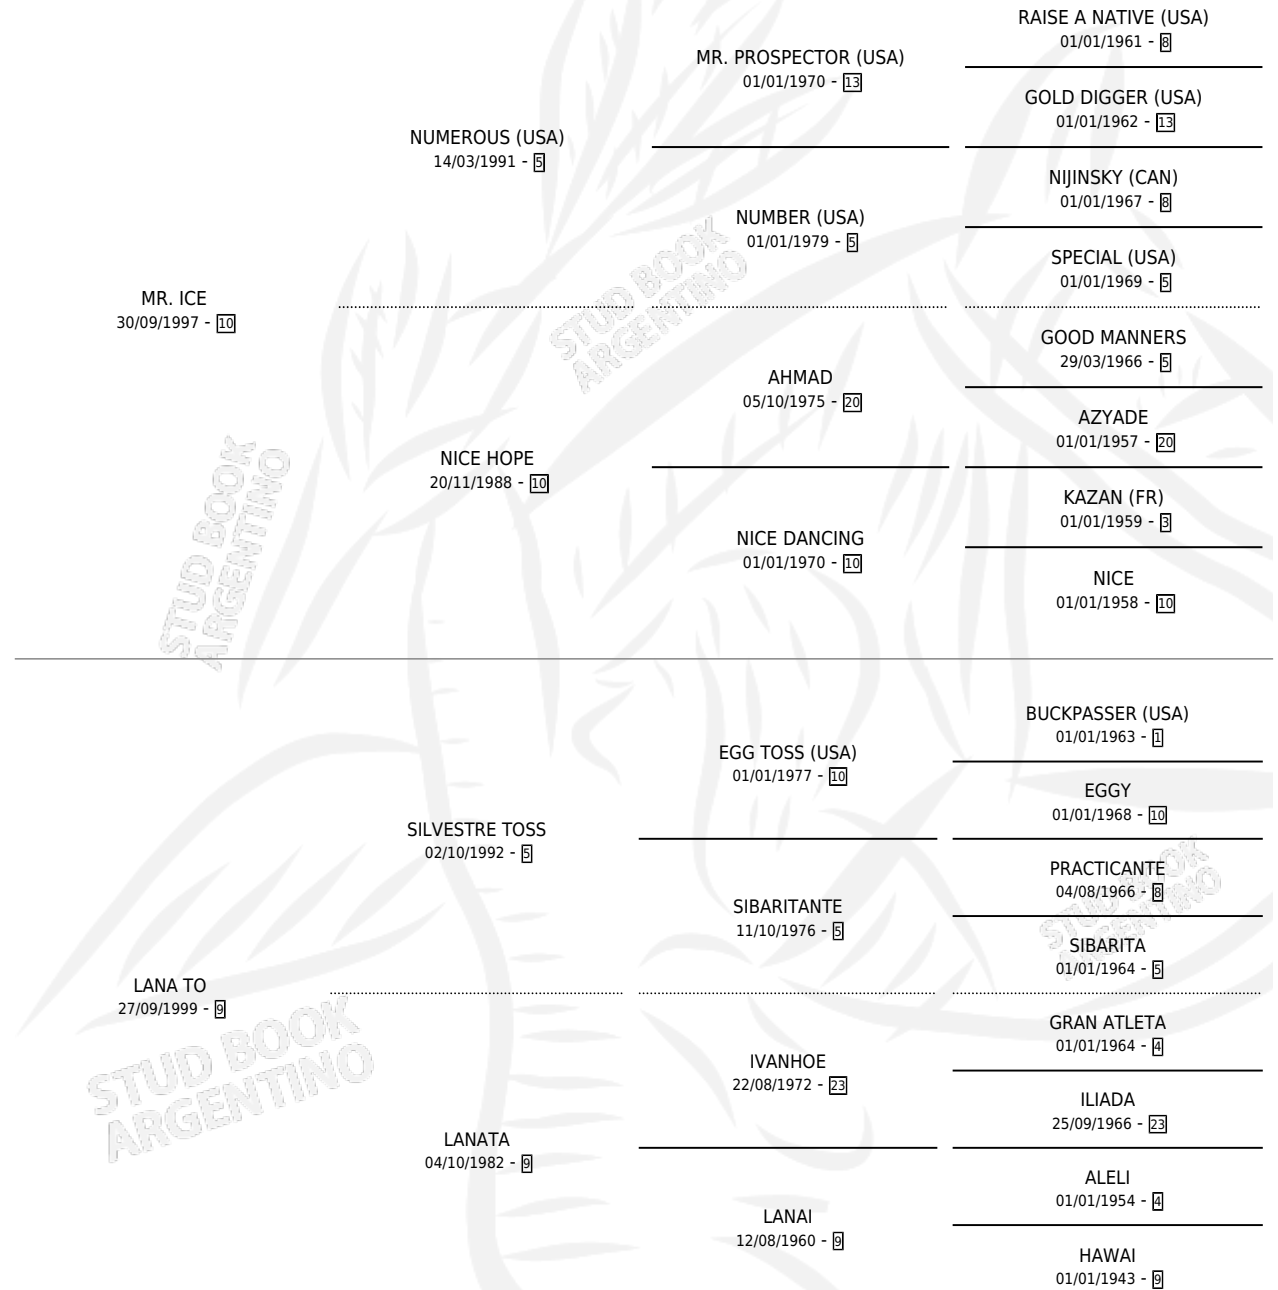 RAISE A NATIVE (USA)
01/01/1961 - 8
MR. PROSPECTOR (USA)
01/01/1970 - 13
GOLD DIGGER (USA)
01/01/1962 - 13
NUMEROUS (USA)
14/03/1991 - 5
NIJINSKY (CAN)
01/01/1967 - 8
NUMBER (USA)
01/01/1979 - 5
SPECIAL (USA)
01/01/1969 - 5
MR. ICE
30/09/1997 - 10
GOOD MANNERS
29/03/1966 - 5
AHMAD
05/10/1975 - 20
AZYADE
01/01/1957 - 20
NICE HOPE
20/11/1988 - 10
KAZAN (FR)
01/01/1959 - 3
NICE DANCING
01/01/1970 - 10
NICE
01/01/1958 - 10
BUCKPASSER (USA)
01/01/1963 - 1
EGG TOSS (USA)
01/01/1977 - 10
EGGY
01/01/1968 - 10
SILVESTRE TOSS
02/10/1992 - 5
PRACTICANTE
04/08/1966 - 8
SIBARITANTE
11/10/1976 - 5
SIBARITA
01/01/1964 - 5
LANA TO
27/09/1999 - 9
GRAN ATLETA
01/01/1964 - 4
IVANHOE
22/08/1972 - 23
ILIADA
25/09/1966 - 23
LANATA
04/10/1982 - 9
ALELI
01/01/1954 - 4
LANAI
12/08/1960 - 9
HAWAI
01/01/1943 - 9
STUD BOOK
ARGENTINO
STUD BOOK
ARGENTINO
STUD BOOK
ARGENTINO
STUD BOOK
ARGENTINO